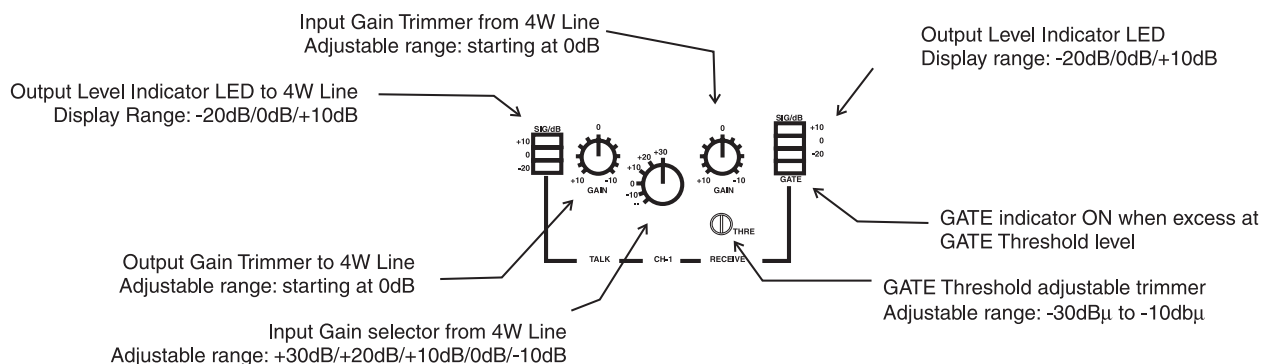 Input Gain Trimmer from 4W Line
Adjustable range: starting at 0dB
Output Level Indicator LED
Display range: -20dB/0dB/+10dB
Output Level Indicator LED to 4W Line
Display Range: -20dB/0dB/+10dB
SIG/dB
+10
0
-20
0
+10
-10
GAIN
+30
+20
+10
0
-10
--
0
+10
-10
GAIN
SIG/dB
+10
0
-20
GATE
THRE
TALK
CH-1
RECEIVE
GATE indicator ON when excess at
GATE Threshold level
Output Gain Trimmer to 4W Line
Adjustable range: starting at 0dB
GATE Threshold adjustable trimmer
Adjustable range: -30dBμ to -10dbμ
Input Gain selector from 4W Line
Adjustable range: +30dB/+20dB/+10dB/0dB/-10dB